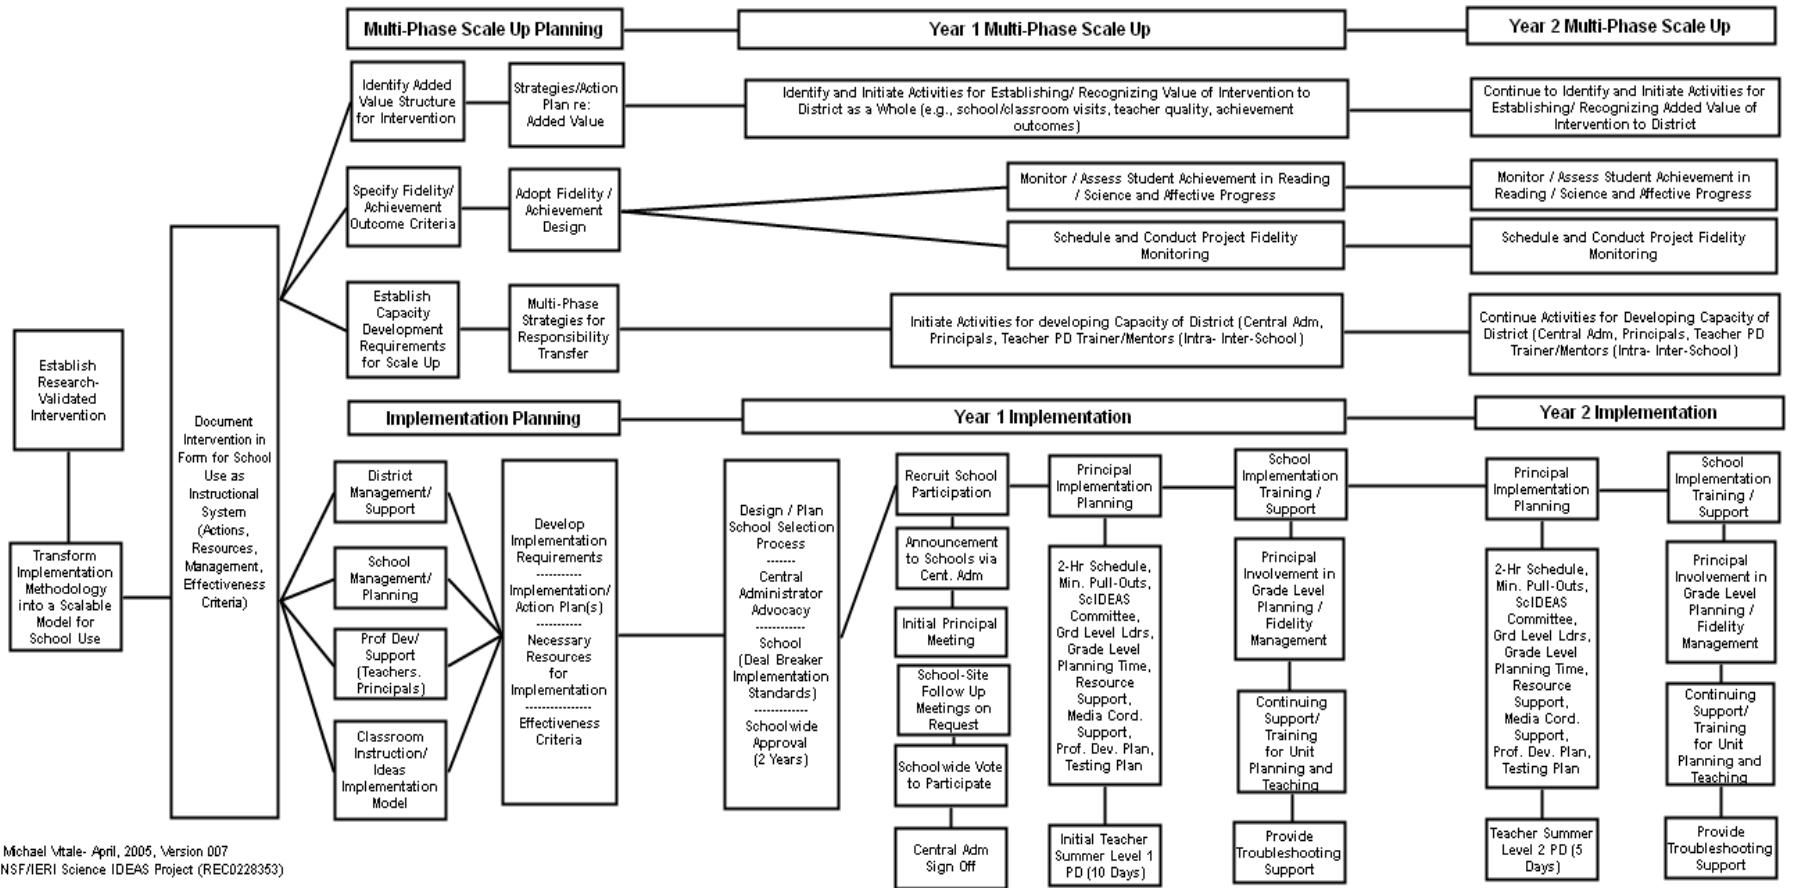 Multi-Phase Scale Up Planning
Year 1 Multi-Phase Scale Up
Year 2 Multi-Phase Scale Up
Identify Added
Value Structure
for Intervention
Strategies/Action
Plan re:
Added Value
Identify and Initiate Activities for Establishing/ Recognizing Value of Intervention to
District as a Whole (e.g., school/classroom visits, teacher quality, achievement
outcomes)
Continue to Identify and Initiate Activities for
Establishing/ Recognizing Added Value of
Intervention to District
Specify Fidelity/
Achievement
Outcome Criteria
Adopt Fidelity /
Achievement
Design
Monitor / Assess Student Achievement in Reading
/ Science and Affective Progress
Monitor / Assess Student Achievement in
Reading / Science and Affective Progress
Schedule and Conduct Project Fidelity
Monitoring
Schedule and Conduct Project Fidelity
Monitoring
Establish
Capacity
Development
Requirements
for Scale Up
Multi-Phase
Strategies for
Responsibility
Transfer
Initiate Activities for developing Capacity of District (Central Adm,
Principals, Teacher PD Trainer/Mentors (Intra- Inter-School)
Continue Activities for Developing Capacity of
District (Central Adm, Principals, Teacher PD
Trainer/Mentors (Intra- Inter-School)
Establish
Research-
Validated
Intervention
Transform
Implementation
Methodology
into a Scalable
Model for
School Use
Document
Intervention in
Form for School
Use as
Instructional
System
(Actions,
Resources,
Management,
Effectiveness
Criteria)
Implementation Planning
Year 1 Implementation
Year 2 Implementation
District
Management/
Support
School
Management/
Planning
Prof Dev/
Support
(Teachers.
Principals)
Classroom
Instruction/
Ideas
Implementation
Model
Develop
Implementation
Requirements
-----------
Implementation/
Action Plan(s)
-----------
Necessary
Resources
for
Implementation
----------------
Effectiveness
Criteria
Design / Plan
School Selection
Process
------
Central
Administrator
Advocacy
------------
School
(Deal Breaker
Implementation
Standards)
-------------
Schoolwide
Approval
(2 Years)
Recruit School
Participation
Announcement
to Schools via
Cent. Adm
Initial Principal
Meeting
School-Site
Follow Up
Meetings on
Request
Schoolwide Vote
to Participate
Central Adm
Sign Off
Principal
Implementation
Planning
2-Hr Schedule,
Min. Pull-Outs,
ScIDEAS
Committee,
Grd Level Ldrs,
Grade Level
Planning Time,
Resource
Support,
Media Cord.
Support,
Prof. Dev. Plan,
Testing Plan
Initial Teacher
Summer Level 1
PD (10 Days)
School
Implementation
Training /
Support
Principal
Involvement in
Grade Level
Planning /
Fidelity
Management
Continuing
Support/
Training
for Unit
Planning and
Teaching
Provide
Troubleshooting
Support
Principal
Implementation
Planning
2-Hr Schedule,
Min. Pull-Outs,
ScIDEAS
Committee,
Grd Level Ldrs,
Grade Level
Planning Time,
Resource
Support,
Media Cord.
Support,
Prof. Dev. Plan,
Testing Plan
Teacher Summer
Level 2 PD (5
Days)
School
Implementation
Training /
Support
Principal
Involvement in
Grade Level
Planning /
Fidelity
Management
Continuing
Support/
Training
for Unit
Planning and
Teaching
Provide
Troubleshooting
Support
Michael Vitale- April, 2005, Version 007
NSF/IERI Science IDEAS Project (REC0228353)